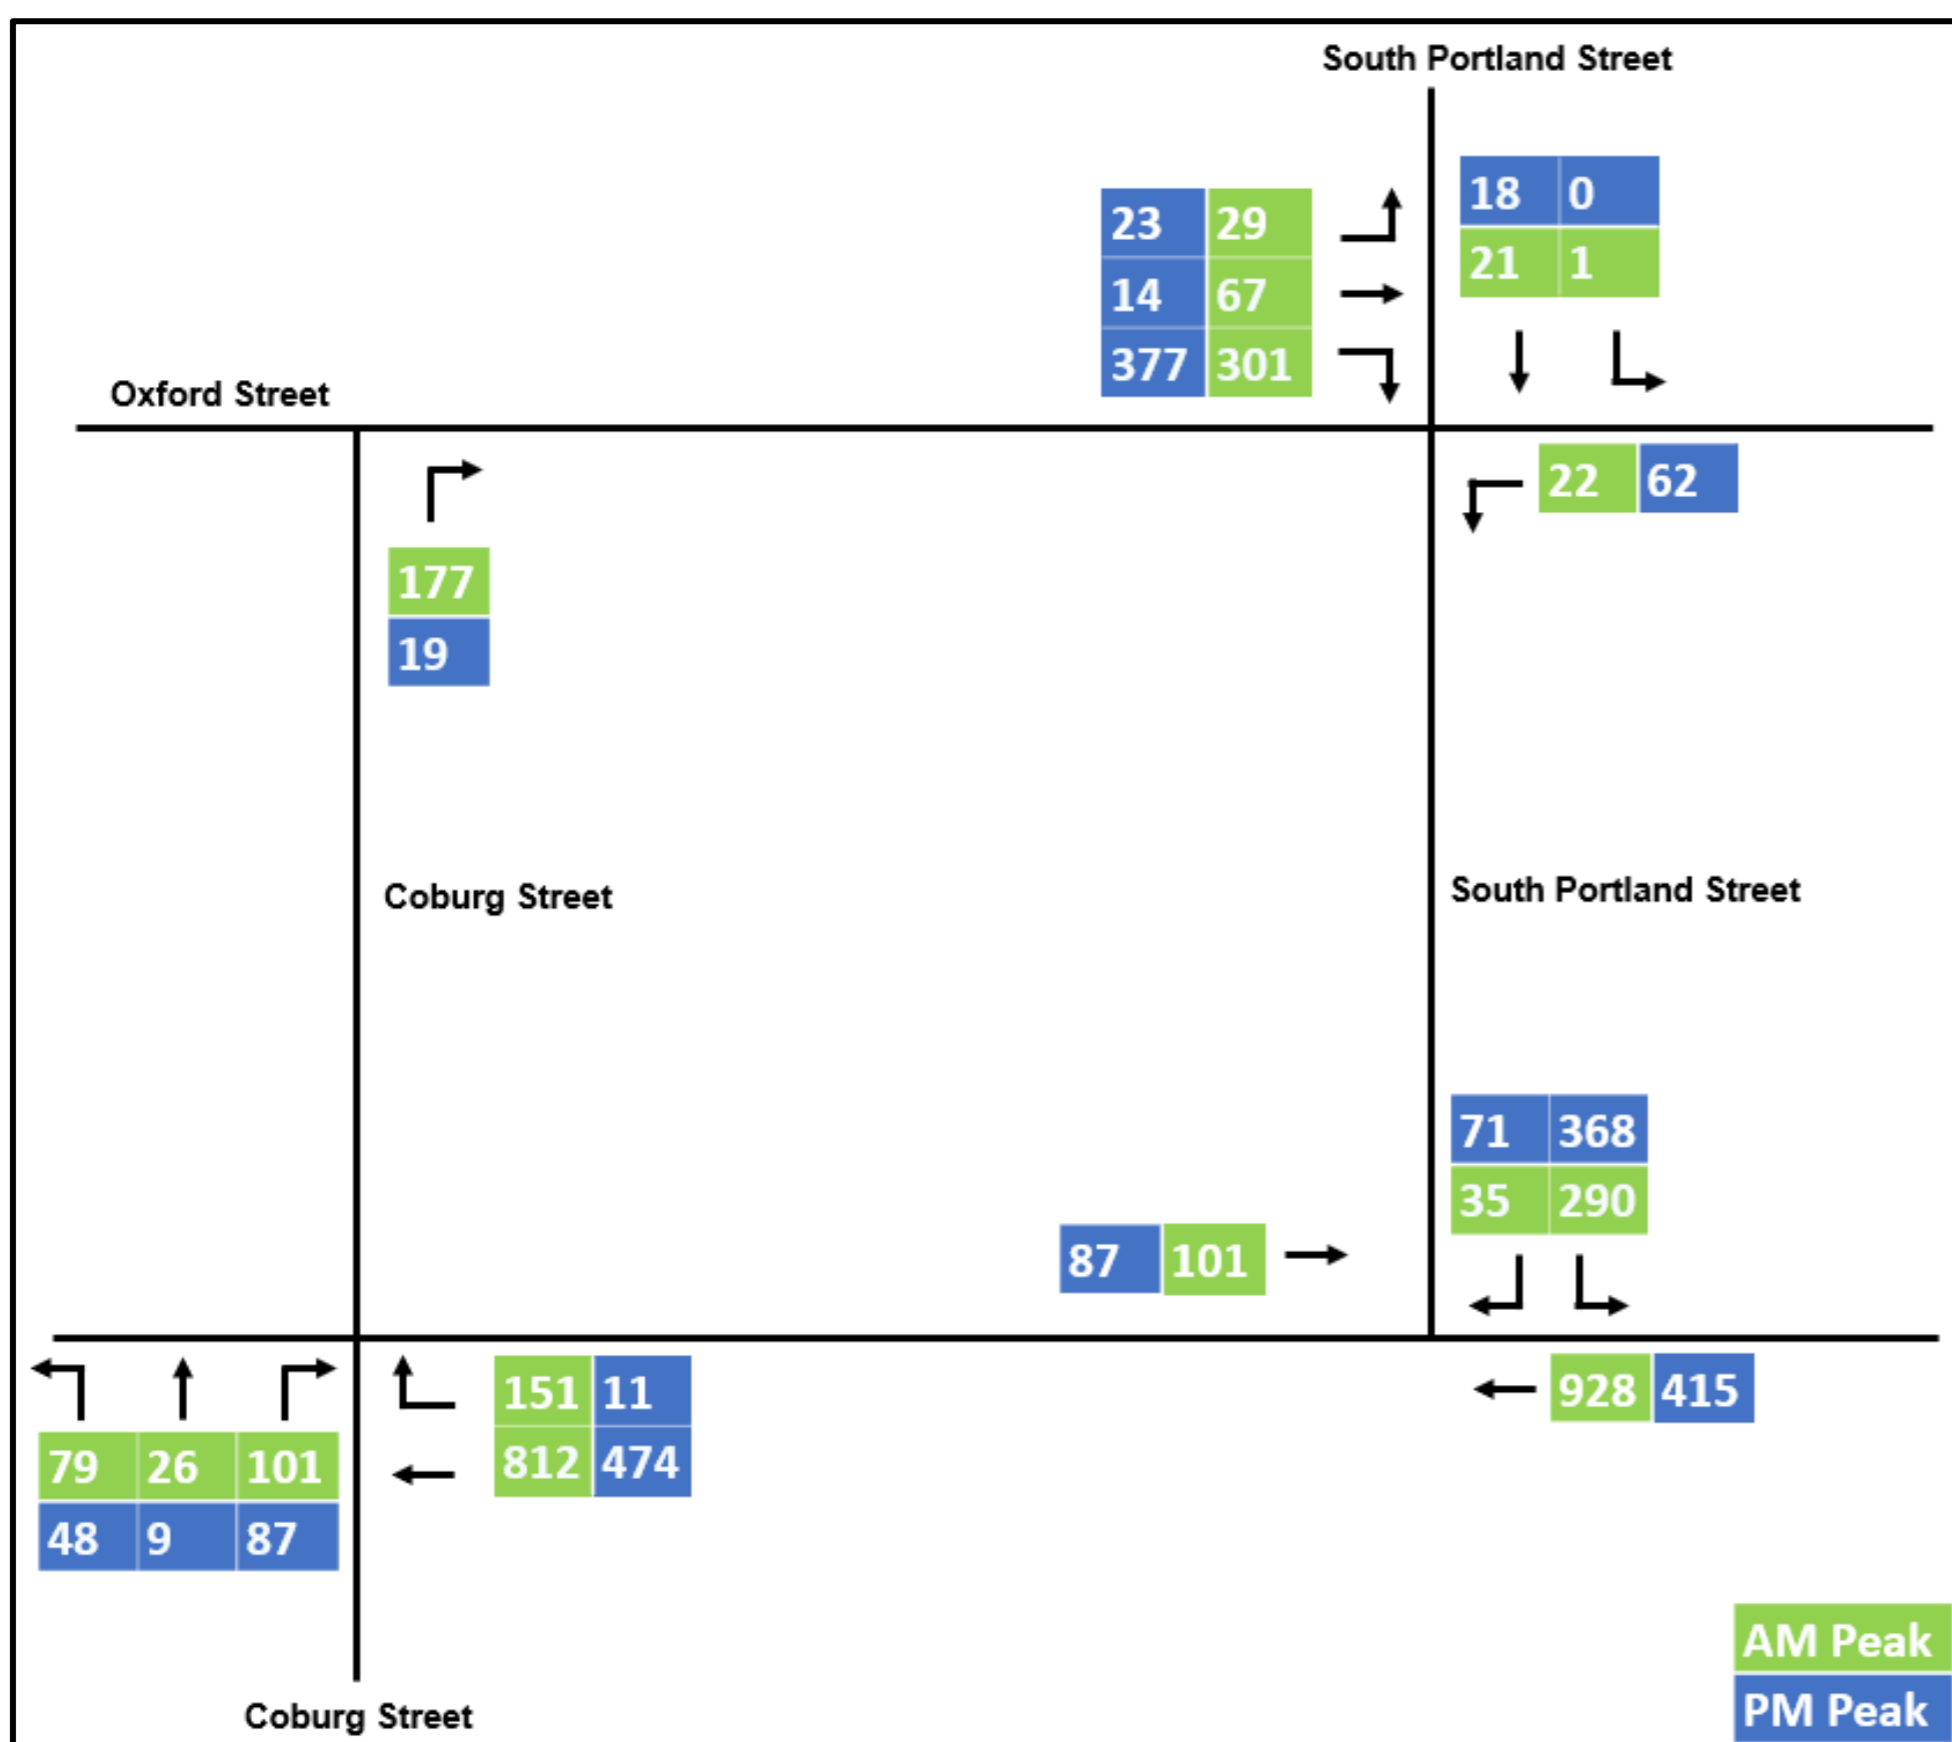 South Portland Street
18 0
21 1
23 29
14 67
377 301
Oxford Street
22 62
177
19
Coburg Street
South Portland Street
71 368
35 290
87 101
151 11
812 474
928 415
79 26 101
48 9 87
AM Peak
PM Peak
Coburg Street